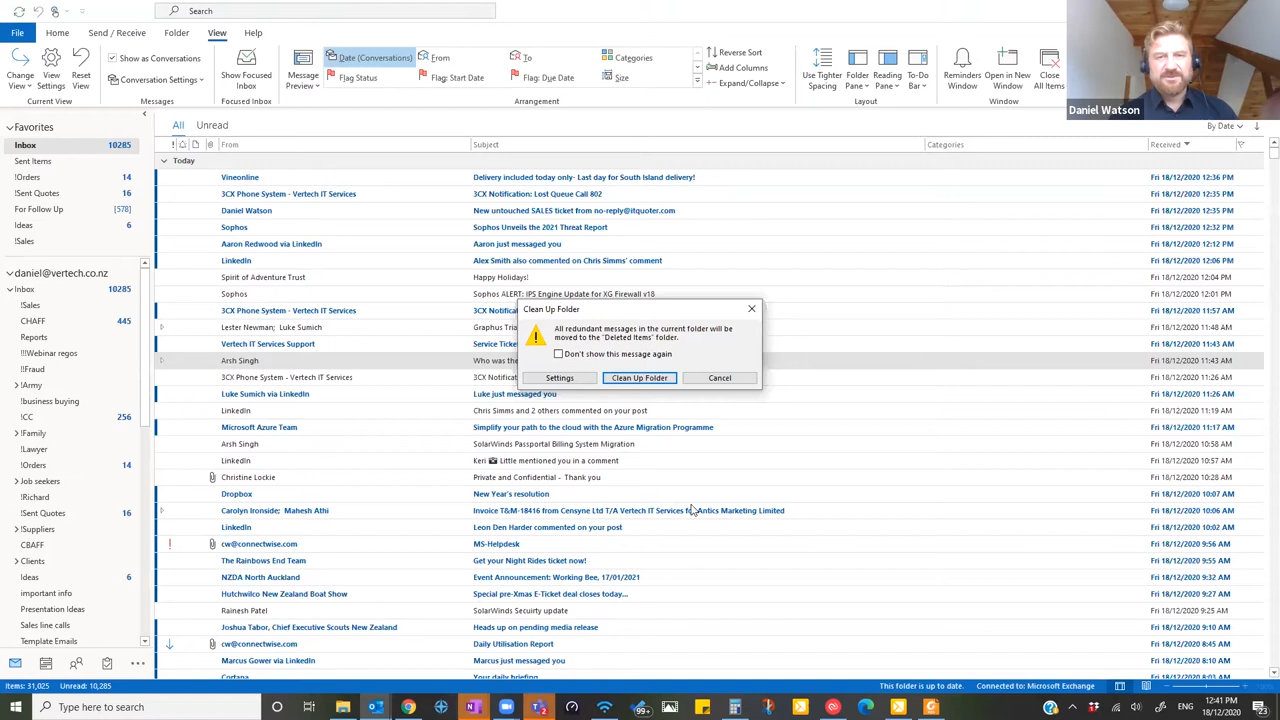 Search
File
Home
Send / Receive
Folder
View
Help
Change View
View Settings
Reset View
Current View
Show as Conversations
Conversation Settings
Messages
Show Focused Inbox
Focused Inbox
Message Preview
Date (Conversations)
From
To
Categories
Flag Status
Flag: Start Date
Flag: Due Date
Size
Arrangement
Reverse Sort
Add Columns
Expand/Collapse
Use Tighter Spacing
Folder Pane
Reading Pane
To-Do Bar
Layout
Reminders Window
Open in New Window
Close All Items
Window
Daniel Watson
Favorites
Inbox 10285
Sent Items
!Orders 14
!Sent Quotes 16
For Follow Up [578]
Ideas 6
!Sales
daniel@vertech.co.nz
Inbox 10285
!Sales
CHAFF 445
Reports
!!!Webinar regos
!!Fraud
!Army
!business buying
!CC 256
!Family
!Lawyer
!Orders 14
Job seekers
!Richard
!Sent Quotes 16
!Suppliers
CBAFF
Clients
Ideas 6
important info
Presentation Ideas
Sales line calls
Template Emails
All Unread
By Date
From Subject Categories Received
Today
Vineonline Delivery included today only- Last day for South Island delivery! Fri 18/12/2020 12:36 PM
3CX Phone System - Vertech IT Services 3CX Notification: Lost Queue Call 802 Fri 18/12/2020 12:35 PM
Daniel Watson New untouched SALES ticket from no-reply@itquoter.com Fri 18/12/2020 12:35 PM
Sophos Sophos Unveils the 2021 Threat Report Fri 18/12/2020 12:32 PM
Aaron Redwood via LinkedIn Aaron just messaged you Fri 18/12/2020 12:12 PM
LinkedIn Alex Smith also commented on Chris Simms' comment Fri 18/12/2020 12:06 PM
Spirit of Adventure Trust Happy Holidays! Fri 18/12/2020 12:04 PM
Sophos Sophos ALERT: IPS Engine Update for XG Firewall v18 Fri 18/12/2020 12:01 PM
3CX Phone System - Vertech IT Services 3CX Notificat Fri 18/12/2020 11:57 AM
Lester Newman; Luke Sumich Graphus Tria Fri 18/12/2020 11:48 AM
Vertech IT Services Support Service Ticke Fri 18/12/2020 11:43 AM
Arsh Singh Who was the Fri 18/12/2020 11:43 AM
3CX Phone System - Vertech IT Services 3CX Notificat Fri 18/12/2020 11:26 AM
Luke Sumich via LinkedIn Luke just messaged you Fri 18/12/2020 11:26 AM
LinkedIn Chris Simms and 2 others commented on your post Fri 18/12/2020 11:19 AM
Microsoft Azure Team Simplify your path to the cloud with the Azure Migration Programme Fri 18/12/2020 11:17 AM
Arsh Singh SolarWinds Passportal Billing System Migration Fri 18/12/2020 10:58 AM
LinkedIn Keri Little mentioned you in a comment Fri 18/12/2020 10:57 AM
Christine Lockie Private and Confidential - Thank you Fri 18/12/2020 10:28 AM
Dropbox New Year's resolution Fri 18/12/2020 10:07 AM
Carolyn Ironside; Mahesh Athi Invoice T&M-18416 from Censyne Ltd T/A Vertech IT Services for Antics Marketing Limited Fri 18/12/2020 10:06 AM
LinkedIn Leon Den Harder commented on your post Fri 18/12/2020 10:02 AM
cw@connectwise.com MS-Helpdesk Fri 18/12/2020 9:56 AM
The Rainbows End Team Get your Night Rides ticket now! Fri 18/12/2020 9:55 AM
NZDA North Auckland Event Announcement: Working Bee, 17/01/2021 Fri 18/12/2020 9:32 AM
Hutchwilco New Zealand Boat Show Special pre-Xmas E-Ticket deal closes today... Fri 18/12/2020 9:27 AM
Rainesh Patel SolarWinds Secuirty update Fri 18/12/2020 9:25 AM
Joshua Tabor, Chief Executive Scouts New Zealand Heads up on pending media release Fri 18/12/2020 9:10 AM
cw@connectwise.com Daily Utilisation Report Fri 18/12/2020 8:45 AM
Marcus Gower via LinkedIn Marcus just messaged you Fri 18/12/2020 8:10 AM
Cortana Your daily briefing Fri 18/12/2020 8:03 AM
Clean Up Folder
All redundant messages in the current folder will be
moved to the "Deleted Items" folder.
Don't show this message again
Settings Clean Up Folder Cancel
Items: 31,025 Unread: 10,285 This folder is up to date. Connected to: Microsoft Exchange
Type here to search
99+
2
12:41 PM
18/12/2020
23